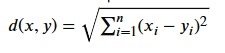 d(x, y) = √(∑ⁿᵢ₌₁(xᵢ − yᵢ)²)